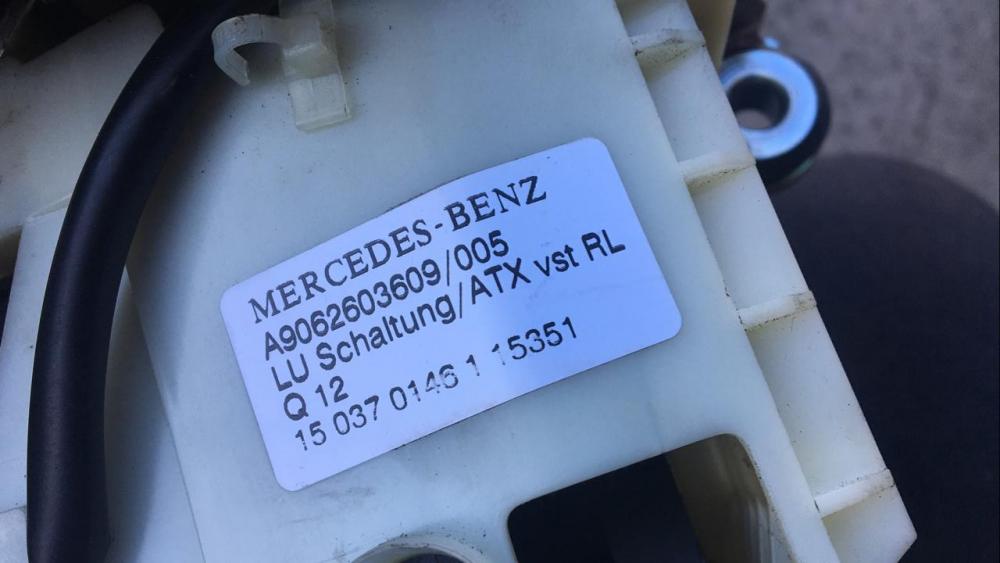 MERCEDES-BENZ
A9062603609/005
LU Schaltung/ATX vst RL
Q 12
15 037 0146 1 15351